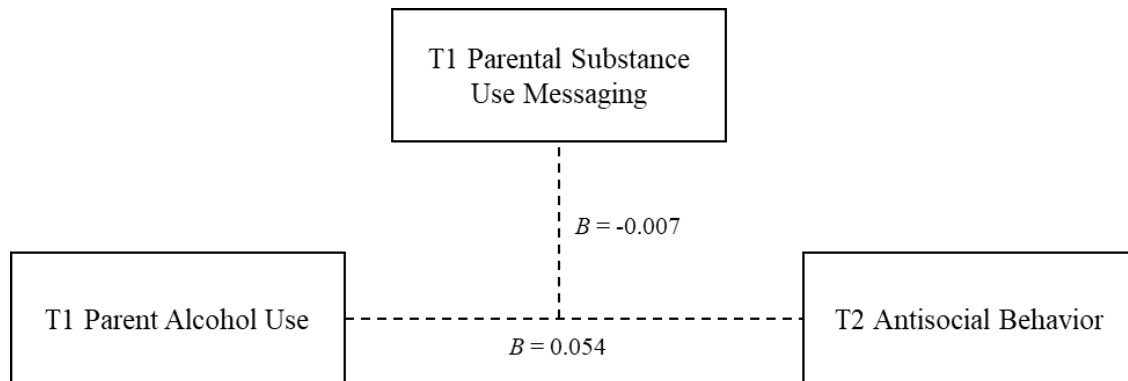 T1 Parental Substance
Use Messaging
B = -0.007
T1 Parent Alcohol Use
B = 0.054
T2 Antisocial Behavior